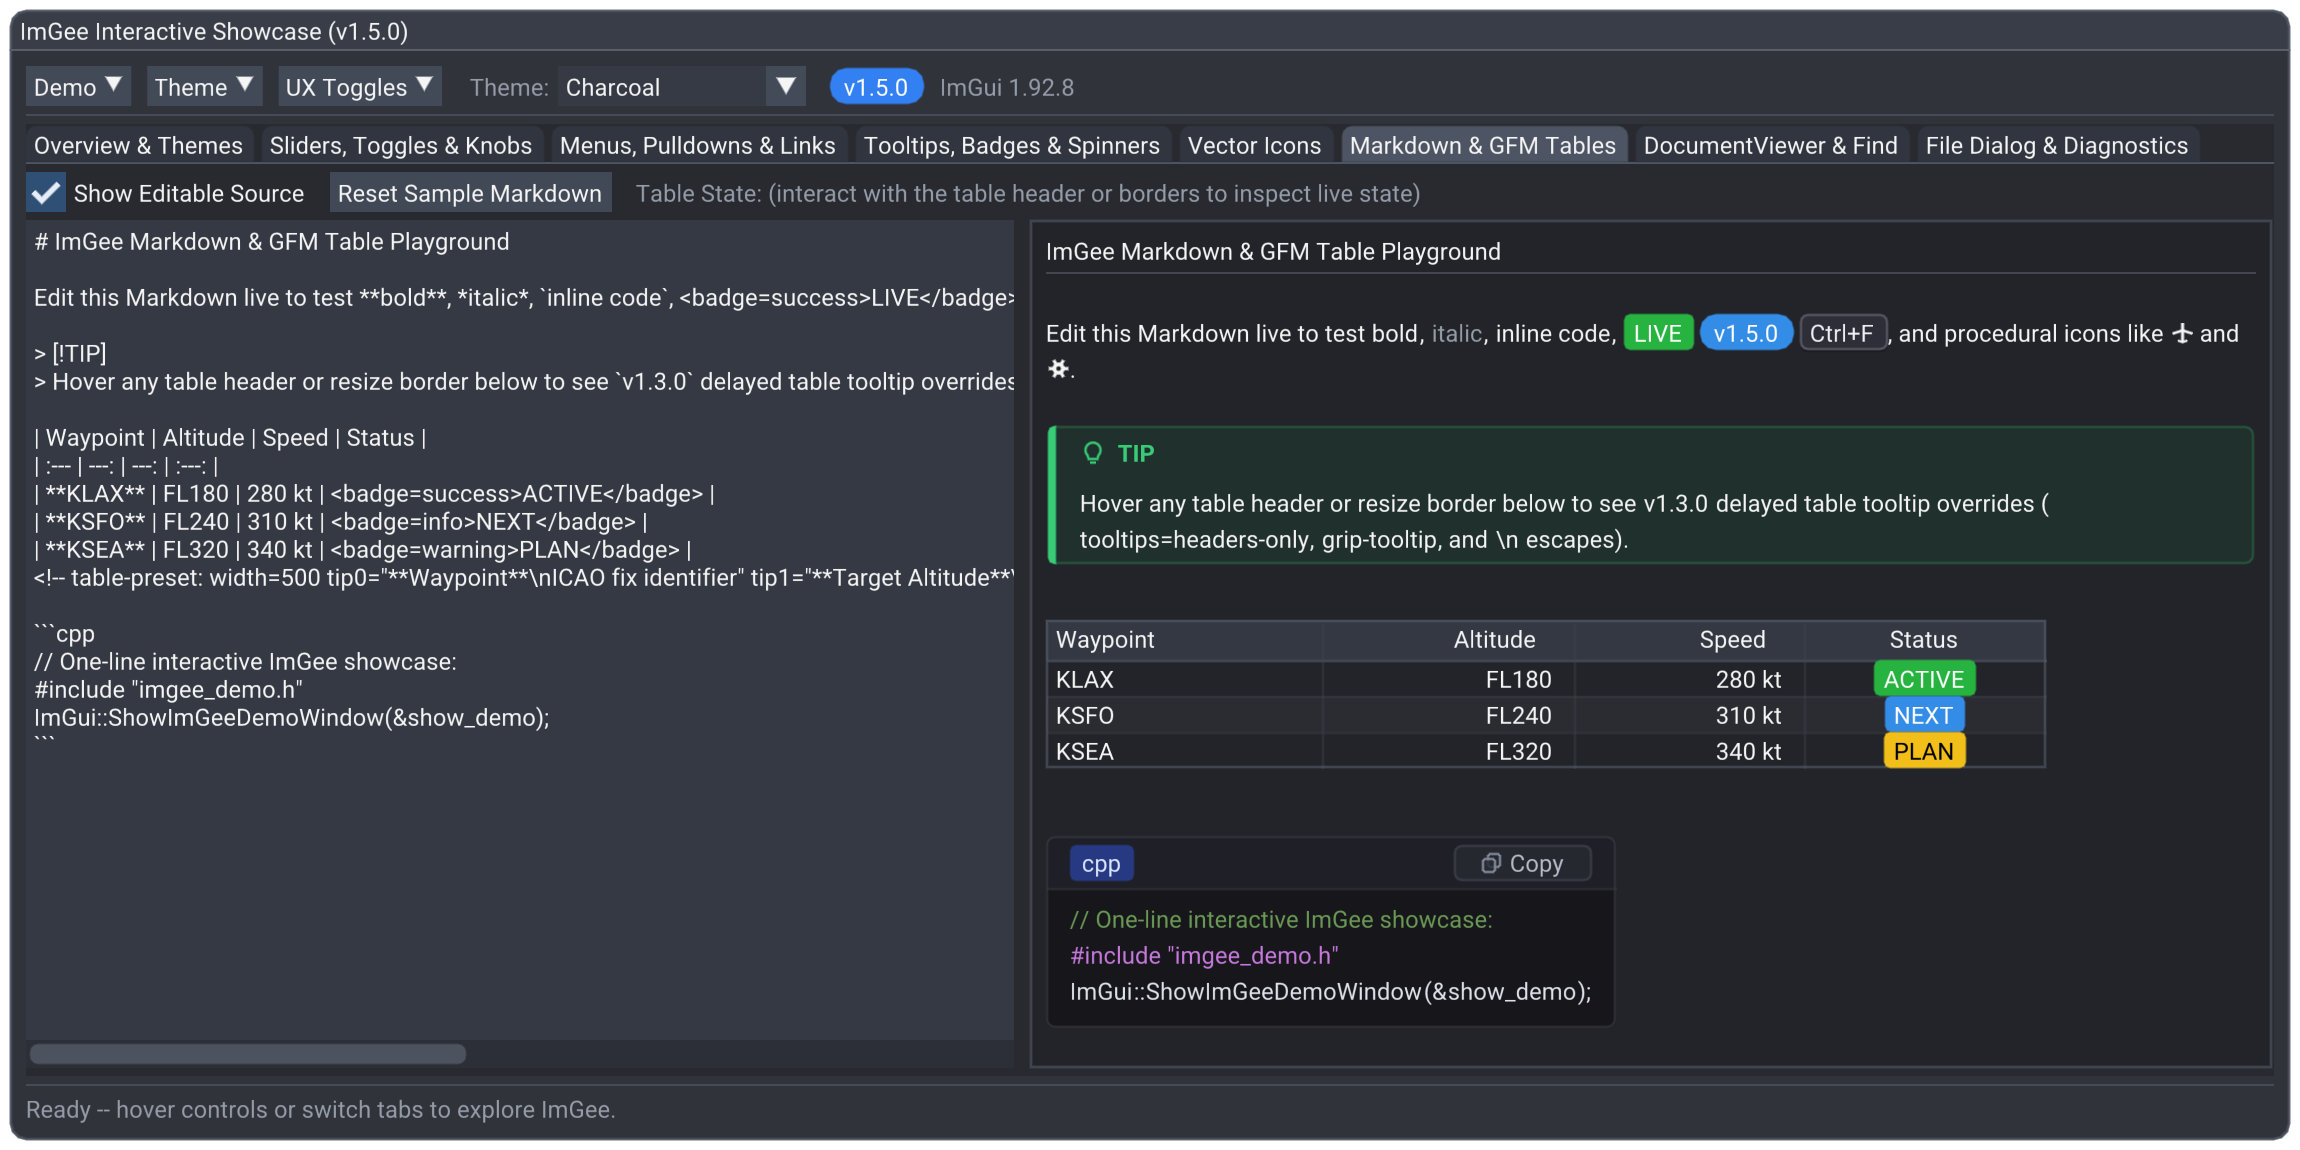 ImGee Interactive Showcase (v1.5.0)
Demo ▼ Theme ▼ UX Toggles ▼ Theme: Charcoal ▼ v1.5.0 ImGui 1.92.8
Overview & Themes Sliders, Toggles & Knobs Menus, Pulldowns & Links Tooltips, Badges & Spinners Vector Icons Markdown & GFM Tables DocumentViewer & Find File Dialog & Diagnostics
Show Editable Source Reset Sample Markdown Table State: (interact with the table header or borders to inspect live state)
# ImGee Markdown & GFM Table Playground
Edit this Markdown live to test **bold**, *italic*, `inline code`, <badge=success>LIVE</badge>
> [!TIP]
> Hover any table header or resize border below to see `v1.3.0` delayed table tooltip overrides
| Waypoint | Altitude | Speed | Status |
| :--- | ---: | ---: | :---: |
| **KLAX** | FL180 | 280 kt | <badge=success>ACTIVE</badge> |
| **KSFO** | FL240 | 310 kt | <badge=info>NEXT</badge> |
| **KSEA** | FL320 | 340 kt | <badge=warning>PLAN</badge> |
<!-- table-preset: width=500 tip0="**Waypoint**\nICAO fix identifier" tip1="**Target Altitude**\
```cpp
// One-line interactive ImGee showcase:
#include "imgee_demo.h"
ImGui::ShowImGeeDemoWindow(&show_demo);
```
ImGee Markdown & GFM Table Playground
Edit this Markdown live to test bold, italic, inline code, LIVE v1.5.0 Ctrl+F, and procedural icons like and
.
TIP
Hover any table header or resize border below to see v1.3.0 delayed table tooltip overrides (
tooltips=headers-only, grip-tooltip, and \n escapes).
Waypoint Altitude Speed Status
KLAX FL180 280 kt ACTIVE
KSFO FL240 310 kt NEXT
KSEA FL320 340 kt PLAN
cpp Copy
// One-line interactive ImGee showcase:
#include "imgee_demo.h"
ImGui::ShowImGeeDemoWindow(&show_demo);
Ready -- hover controls or switch tabs to explore ImGee.